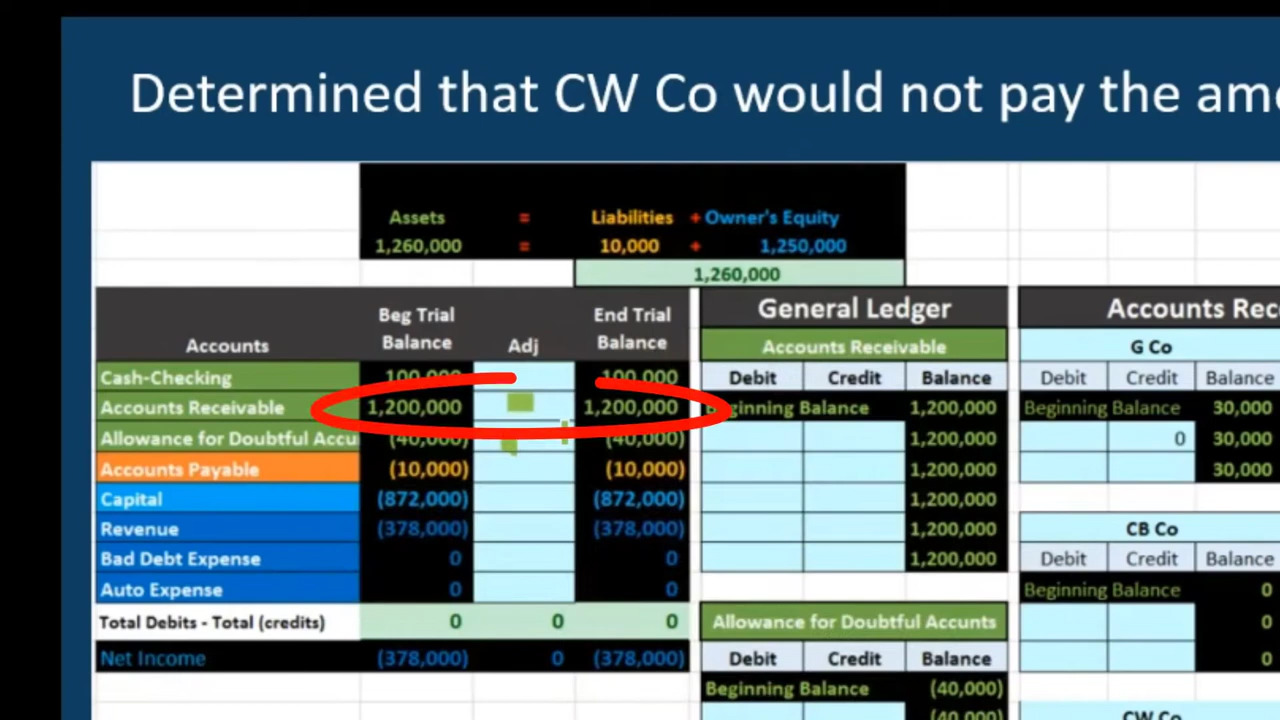 Determined that CW Co would not pay the am
Assets = Liabilities + Owner's Equity
1,260,000 = 10,000 + 1,250,000
1,260,000
Accounts Beg Trial Balance Adj End Trial Balance
Cash-Checking 100,000 100,000
Accounts Receivable 1,200,000 1,200,000
Allowance for Doubtful Accu (40,000) (40,000)
Accounts Payable (10,000) (10,000)
Capital (872,000) (872,000)
Revenue (378,000) (378,000)
Bad Debt Expense 0 0
Auto Expense 0 0
Total Debits - Total (credits) 0 0 0
Net Income (378,000) 0 (378,000)
General Ledger
Accounts Receivable
Debit Credit Balance
Beginning Balance 1,200,000
1,200,000
1,200,000
1,200,000
1,200,000
1,200,000
Allowance for Doubtful Accunts
Debit Credit Balance
Beginning Balance (40,000)
(40,000)
Accounts Rec
G Co
Debit Credit Balance
Beginning Balance 30,000
0 30,000
30,000
CB Co
Debit Credit Balance
Beginning Balance 0
0
0
CW Co